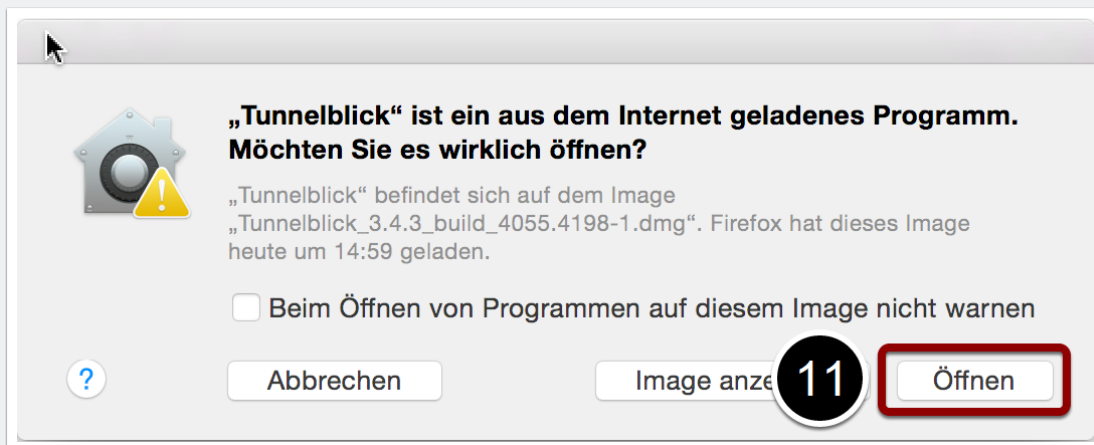 „Tunnelblick“ ist ein aus dem Internet geladenes Programm.
Möchten Sie es wirklich öffnen?
„Tunnelblick“ befindet sich auf dem Image
„Tunnelblick_3.4.3_build_4055.4198-1.dmg“. Firefox hat dieses Image
heute um 14:59 geladen.
Beim Öffnen von Programmen auf diesem Image nicht warnen
? Abbrechen Image 11 Öffnen